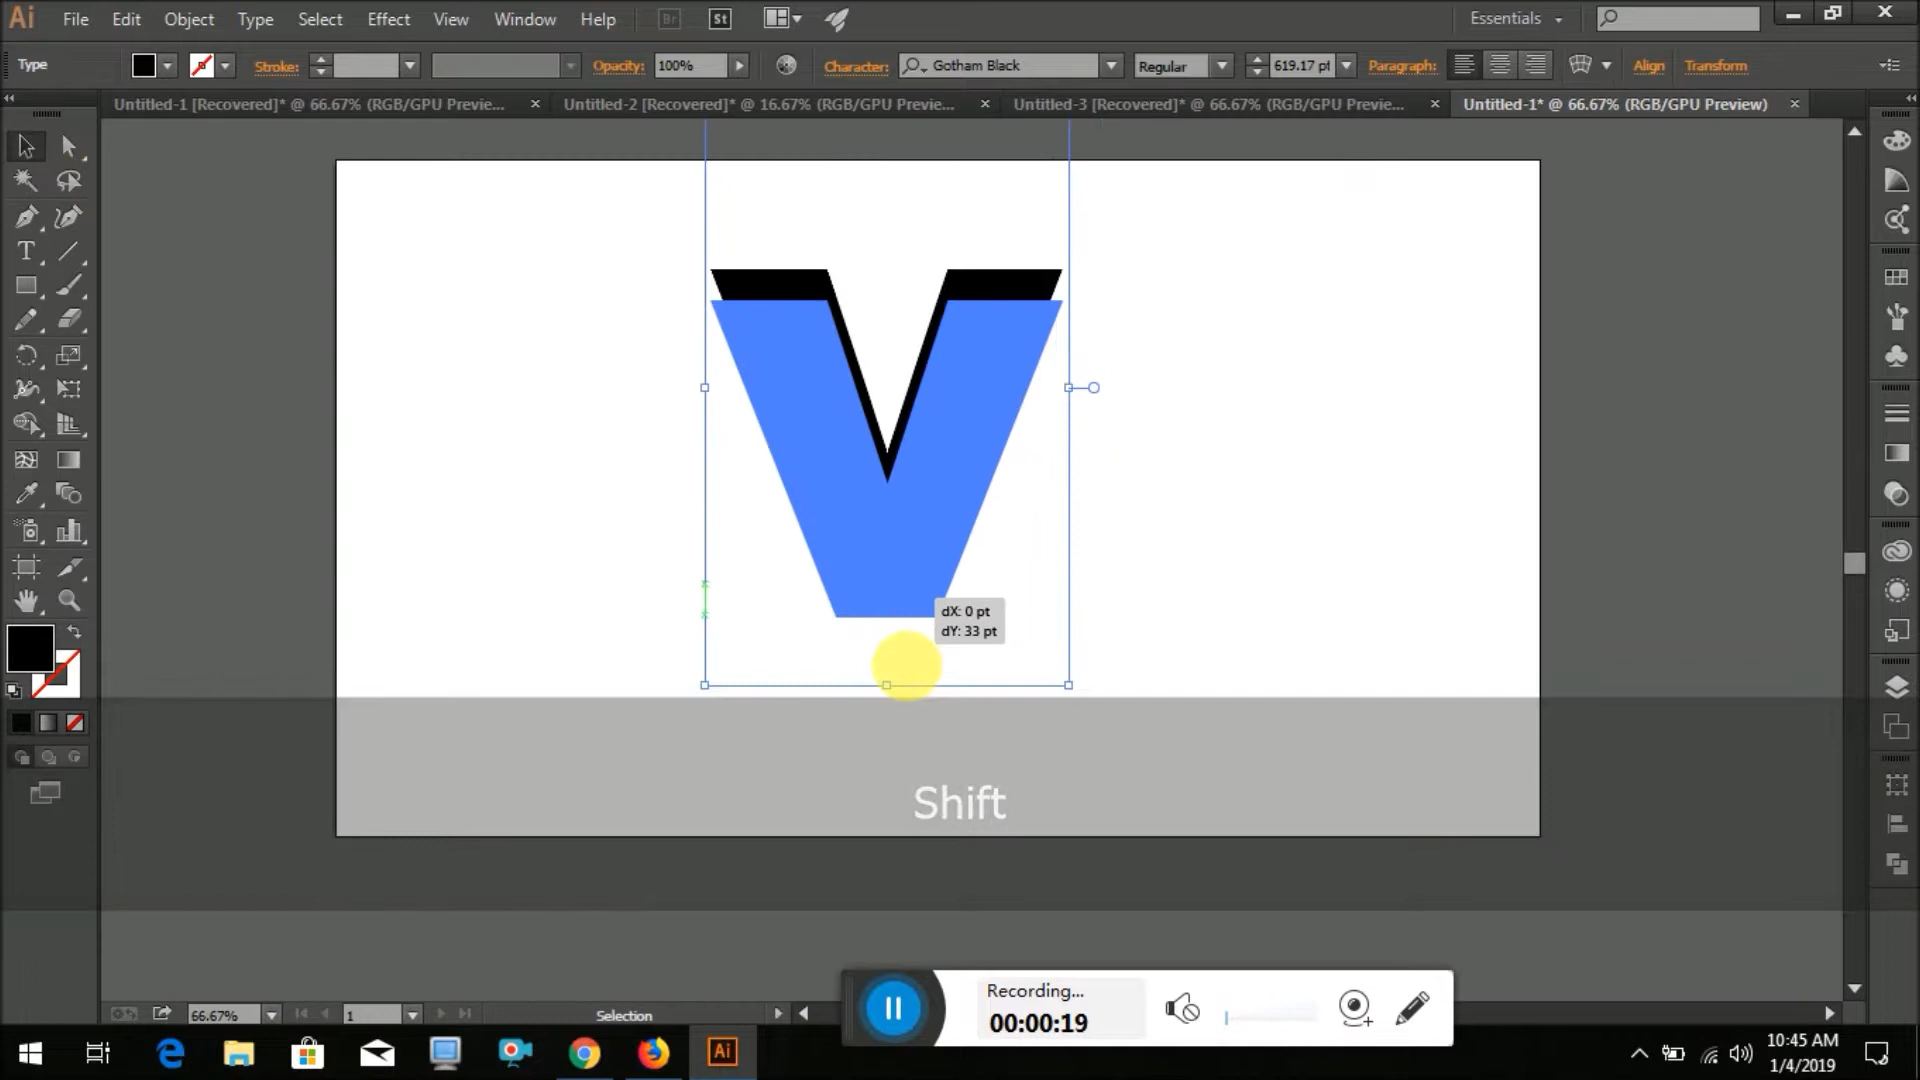 Ai File Edit Object Type Select Effect View Window Help Br St Essentials
Type Stroke: Opacity: 100% Character: Gotham Black Regular 619.17 pt Paragraph: Align Transform
Untitled-1 [Recovered]* @ 66.67% (RGB/GPU Previe... Untitled-2 [Recovered]* @ 16.67% (RGB/GPU Previe... Untitled-3 [Recovered]* @ 66.67% (RGB/GPU Previe... Untitled-1* @ 66.67% (RGB/GPU Preview)
V
dX: 0 pt
dY: 33 pt
Shift
Recording...
00:00:19
66.67% 1 Selection
Ai
10:45 AM
1/4/2019